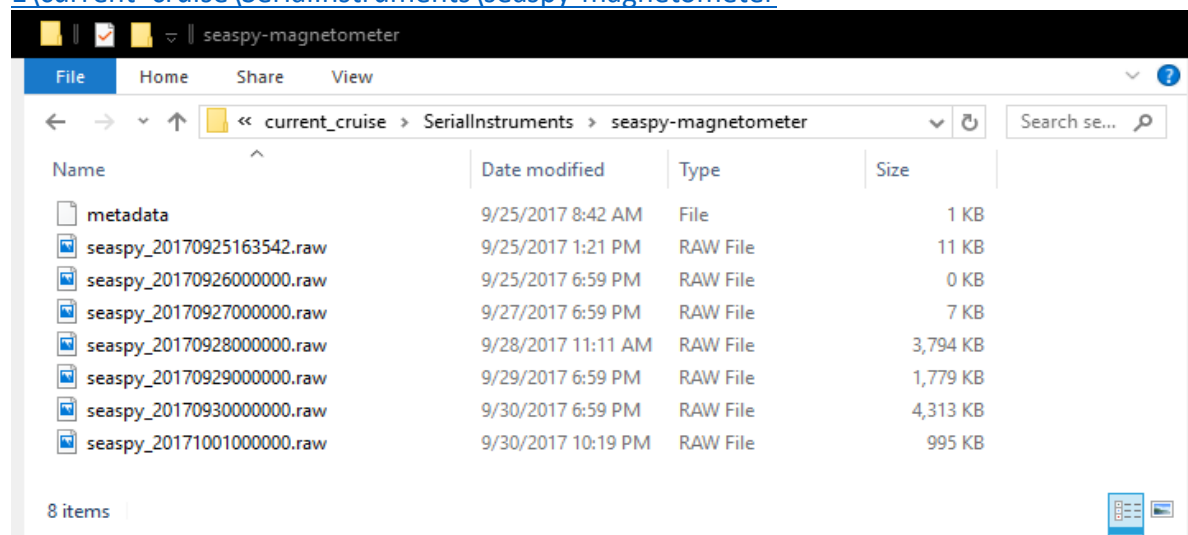 1\current_cruise\SerialInstruments\seaspy-magnetometer
seaspy-magnetometer
File Home Share View
« current_cruise > SerialInstruments > seaspy-magnetometer Search se...
Name Date modified Type Size
metadata 9/25/2017 8:42 AM File 1 KB
seaspy_20170925163542.raw 9/25/2017 1:21 PM RAW File 11 KB
seaspy_20170926000000.raw 9/25/2017 6:59 PM RAW File 0 KB
seaspy_20170927000000.raw 9/27/2017 6:59 PM RAW File 7 KB
seaspy_20170928000000.raw 9/28/2017 11:11 AM RAW File 3,794 KB
seaspy_20170929000000.raw 9/29/2017 6:59 PM RAW File 1,779 KB
seaspy_20170930000000.raw 9/30/2017 6:59 PM RAW File 4,313 KB
seaspy_20171001000000.raw 9/30/2017 10:19 PM RAW File 995 KB
8 items